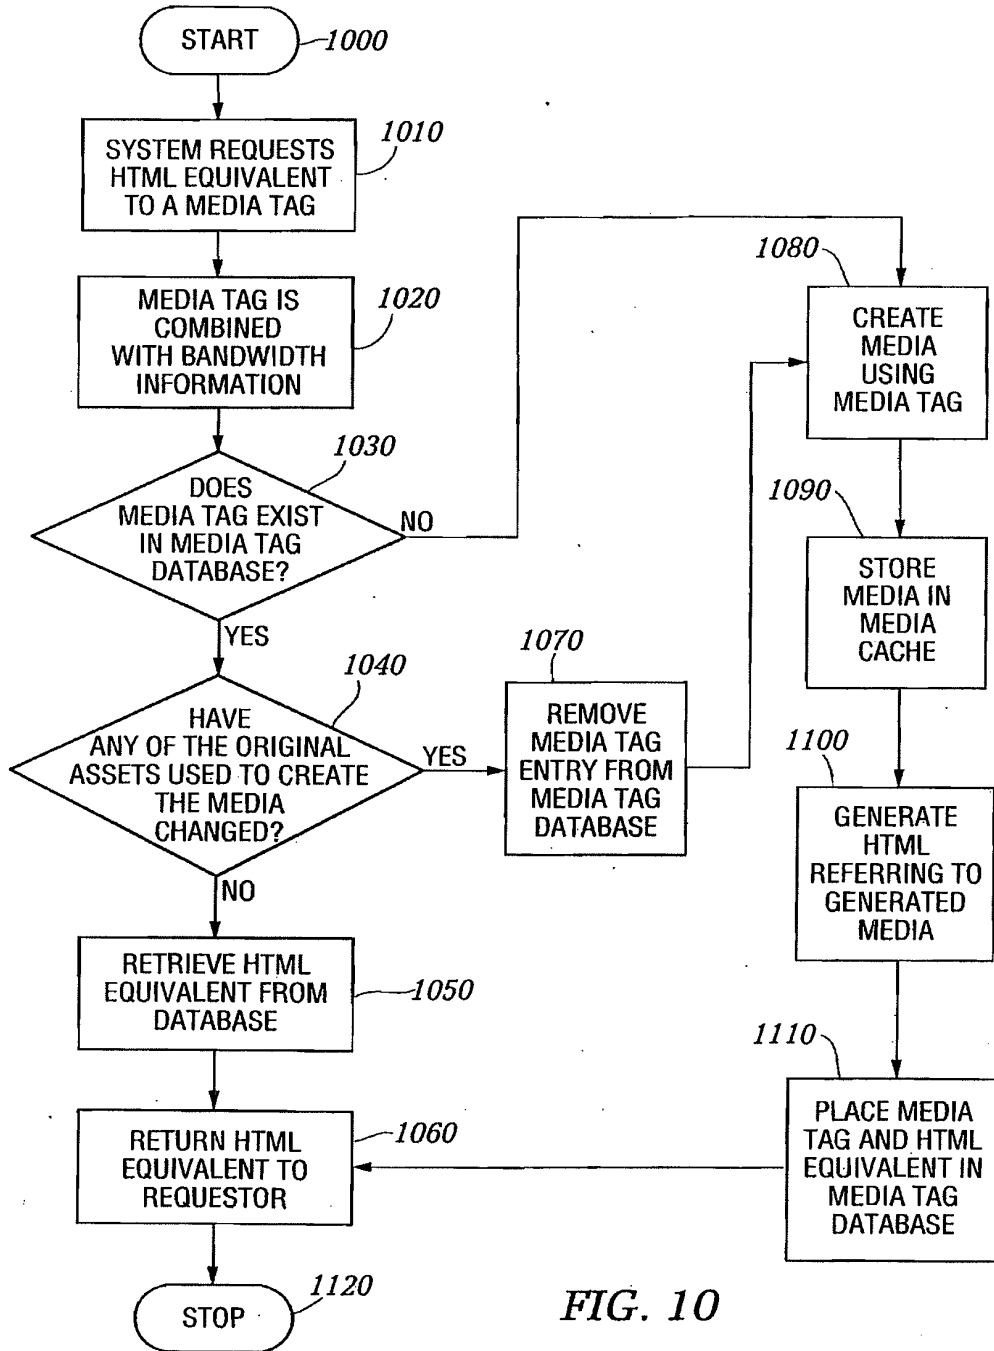 START
1000
SYSTEM REQUESTS
HTML EQUIVALENT
TO A MEDIA TAG
1010
MEDIA TAG IS
COMBINED
WITH BANDWIDTH
INFORMATION
1020
DOES
MEDIA TAG EXIST
IN MEDIA TAG
DATABASE?
1030
NO
YES
HAVE
ANY OF THE ORIGINAL
ASSETS USED TO CREATE
THE MEDIA
CHANGED?
1040
YES
NO
REMOVE
MEDIA TAG
ENTRY FROM
MEDIA TAG
DATABASE
1070
RETRIEVE HTML
EQUIVALENT FROM
DATABASE
1050
RETURN HTML
EQUIVALENT TO
REQUESTOR
1060
STOP
1120
1080
CREATE
MEDIA
USING
MEDIA TAG
1090
STORE
MEDIA IN
MEDIA
CACHE
1100
GENERATE
HTML
REFERRING TO
GENERATED
MEDIA
1110
PLACE MEDIA
TAG AND HTML
EQUIVALENT IN
MEDIA TAG
DATABASE
FIG. 10